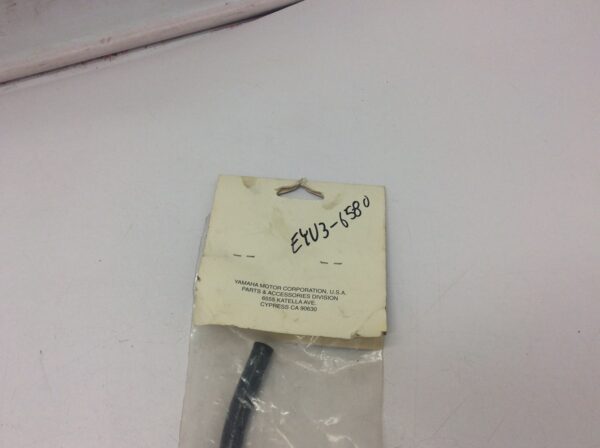 E4U3-6580
YAMAHA MOTOR CORPORATION, U.S.A.
PARTS & ACCESSORIES DIVISION
6555 KATELLA AVE.
CYPRESS CA 90630